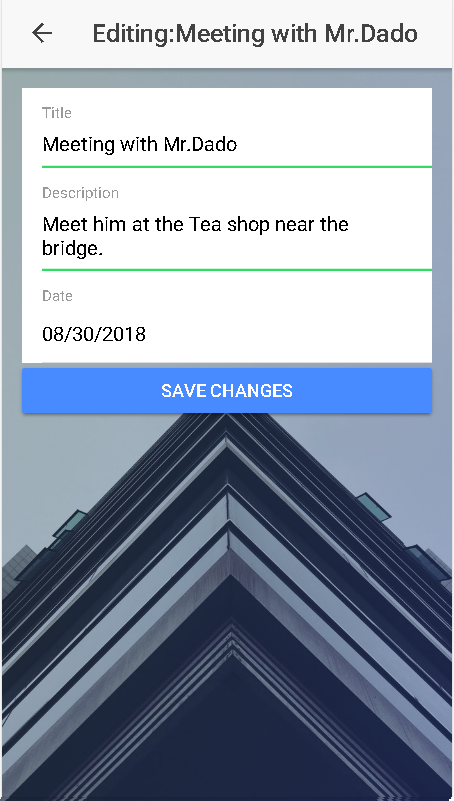 Editing:Meeting with Mr.Dado
Title
Meeting with Mr.Dado
Description
Meet him at the Tea shop near the
bridge.
Date
08/30/2018
SAVE CHANGES